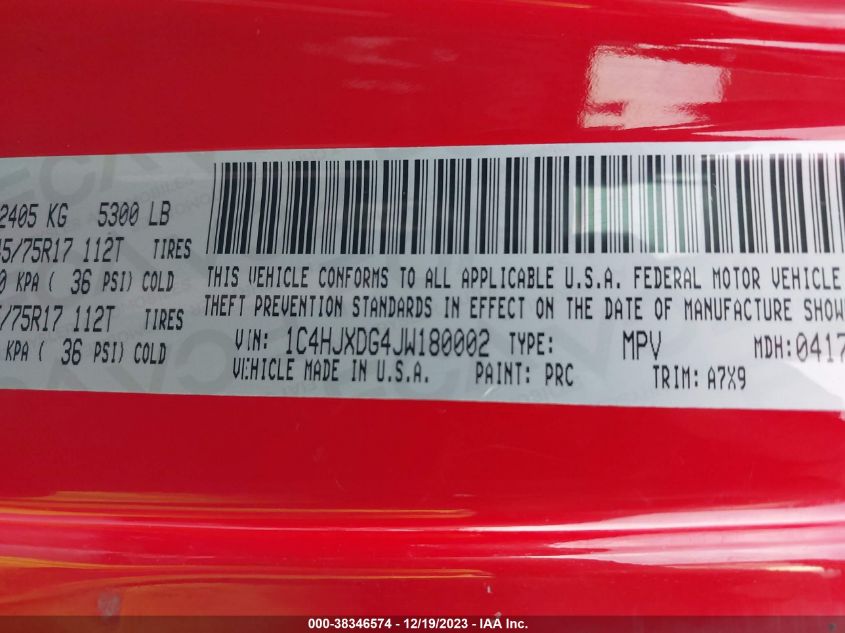 2405 KG 5300 LB
5/75R17 112T TIRES
0 KPA ( 36 PSI) COLD
/75R17 112T TIRES
KPA ( 36 PSI) COLD
THIS VEHICLE CONFORMS TO ALL APPLICABLE U.S.A. FEDERAL MOTOR VEHICLE
THEFT PREVENTION STANDARDS IN EFFECT ON THE DATE OF MANUFACTURE SHOW
VIN: 1C4HJXDG4JW180002 TYPE: MPV MDH: 0417
VEHICLE MADE IN U.S.A. PAINT: PRC TRIM: A7X9
000-38346574 - 12/19/2023 - IAA Inc.